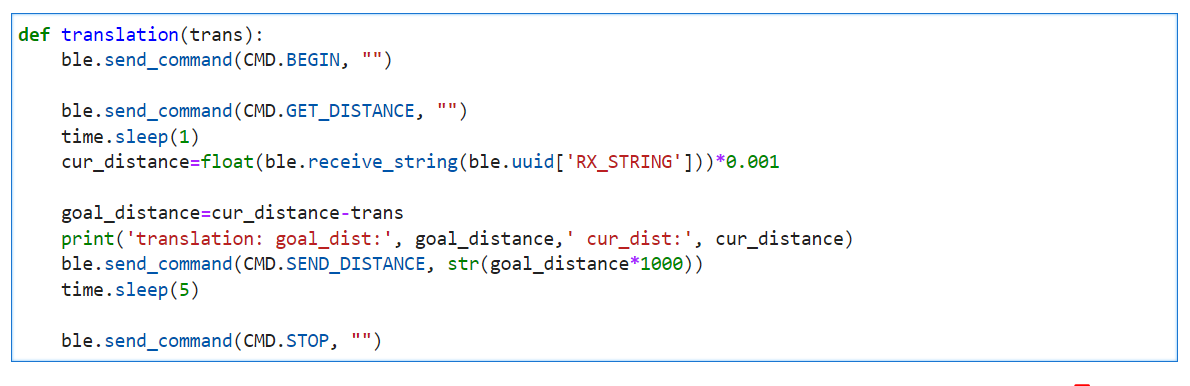 def translation(trans):
    ble.send_command(CMD.BEGIN, "")
    ble.send_command(CMD.GET_DISTANCE, "")
    time.sleep(1)
    cur_distance=float(ble.receive_string(ble.uuid['RX_STRING']))*0.001
    goal_distance=cur_distance-trans
    print('translation: goal_dist:', goal_distance,' cur_dist:', cur_distance)
    ble.send_command(CMD.SEND_DISTANCE, str(goal_distance*1000))
    time.sleep(5)
    ble.send_command(CMD.STOP, "")